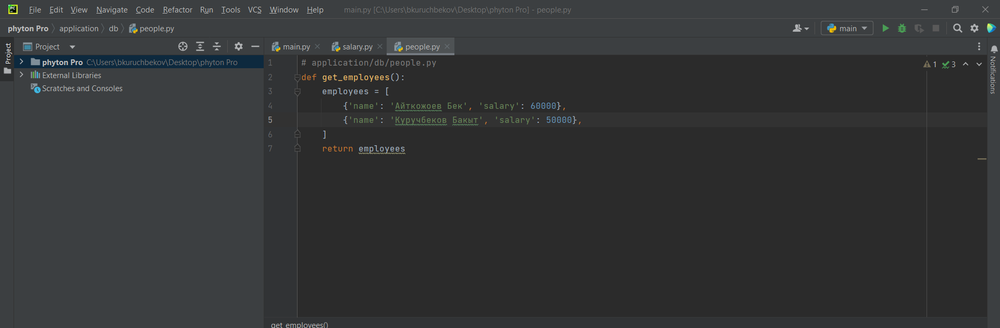 PC
File Edit View Navigate Code Refactor Run Tools VCS Window Help main.py [C:\Users\bkuruchbekov\Desktop\phyton Pro] - people.py
phyton Pro application db people.py main
Project Project main.py salary.py people.py
phyton Pro C:\Users\bkuruchbekov\Desktop\phyton Pro
External Libraries
Scratches and Consoles
1 # application/db/people.py
2 def get_employees():
3 employees = [
4 {'name': 'Айткожоев Бек', 'salary': 60000},
5 {'name': 'Куручбеков Бакыт', 'salary': 50000},
6 ]
7 return employees
1 3
Notifications
get_employees()